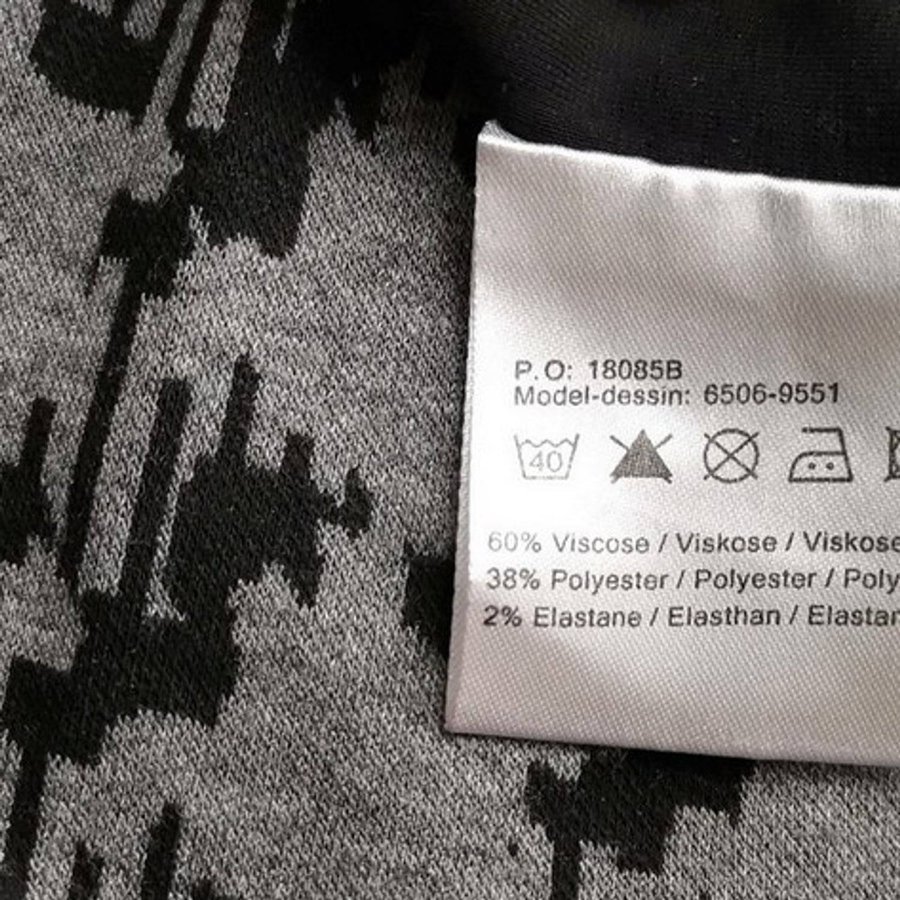 P.O: 18085B
Model-dessin: 6506-9551
40
60% Viscose / Viskose / Viskose
38% Polyester / Polyester / Poly
2% Elastane / Elasthan / Elastan